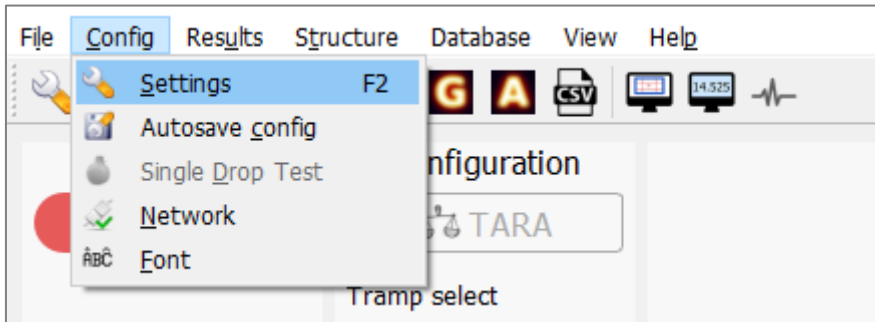 File Config Results Structure Database View Help
Settings F2
G A CSV 14.525
Autosave config
Single Drop Test
nfiguration
Network
TARA
ÂBĈ Font
Tramp select